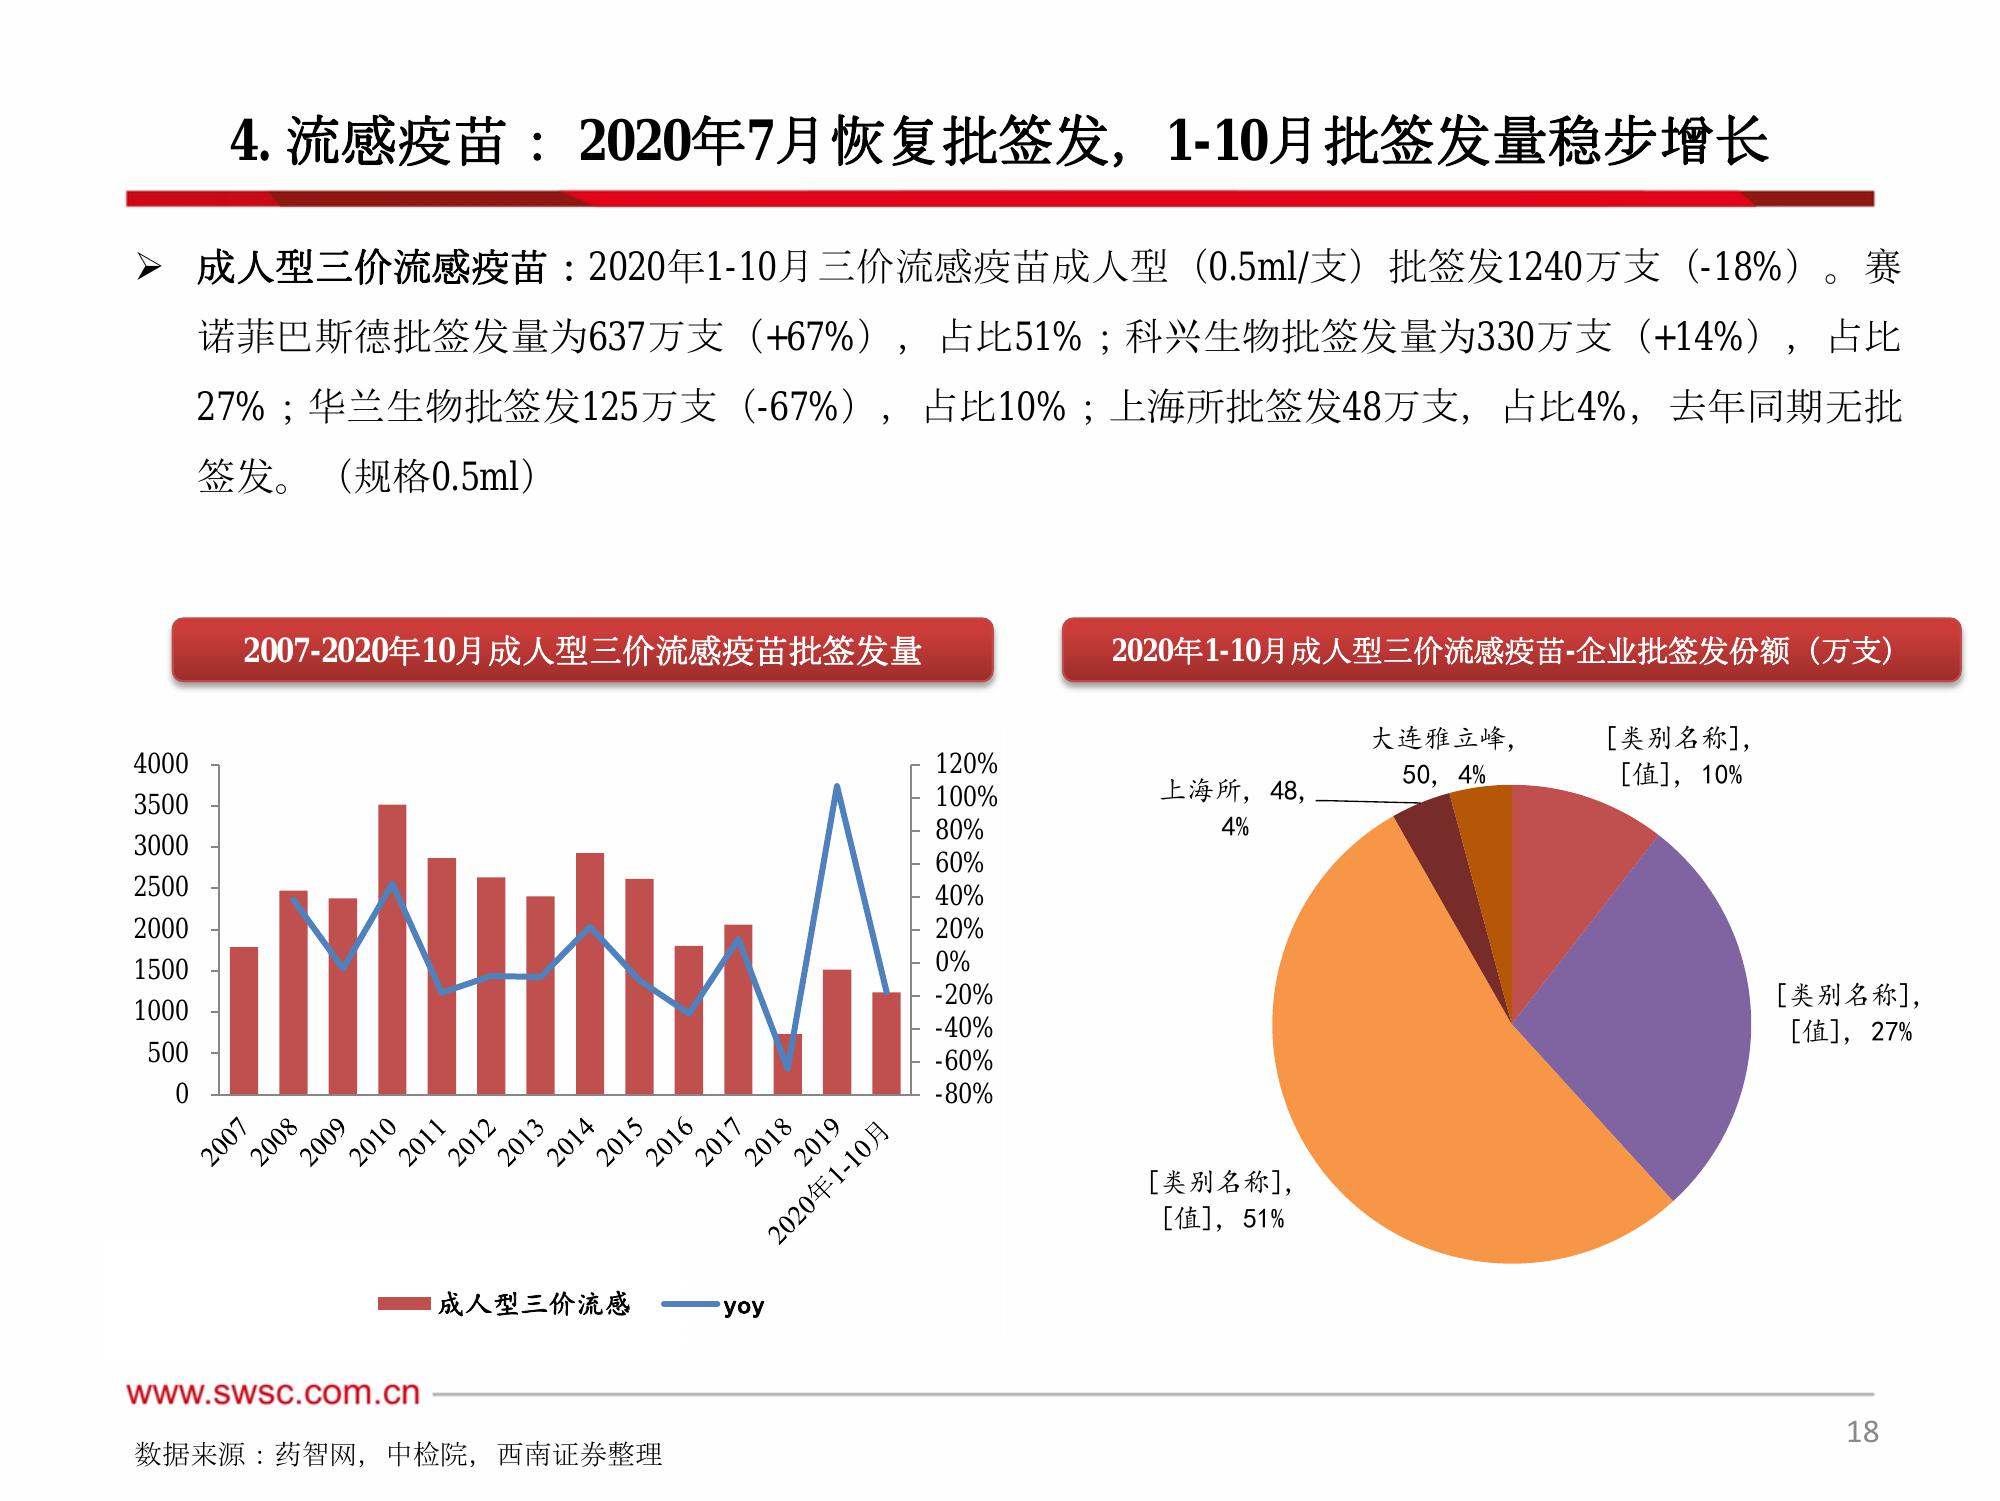 4. 流感疫苗：2020年7月恢复批签发，1-10月批签发量稳步增长
➢ 成人型三价流感疫苗：2020年1-10月三价流感疫苗成人型（0.5ml/支）批签发1240万支（-18%）。赛
诺菲巴斯德批签发量为637万支（+67%），占比51%；科兴生物批签发量为330万支（+14%），占比
27%；华兰生物批签发125万支（-67%），占比10%；上海所批签发48万支，占比4%，去年同期无批
签发。（规格0.5ml）
2007-2020年10月成人型三价流感疫苗批签发量
4000
3500
3000
2500
2000
1500
1000
500
0
120%
100%
80%
60%
40%
20%
0%
-20%
-40%
-60%
-80%
2007
2008
2009
2010
2011
2012
2013
2014
2015
2016
2017
2018
2019
2020年1-10月
成人型三价流感
yoy
2020年1-10月成人型三价流感疫苗-企业批签发份额（万支）
大连雅立峰,
50, 4%
[类别名称],
[值], 10%
上海所, 48,
4%
[类别名称],
[值], 27%
[类别名称],
[值], 51%
www.swsc.com.cn
18
数据来源：药智网，中检院，西南证券整理